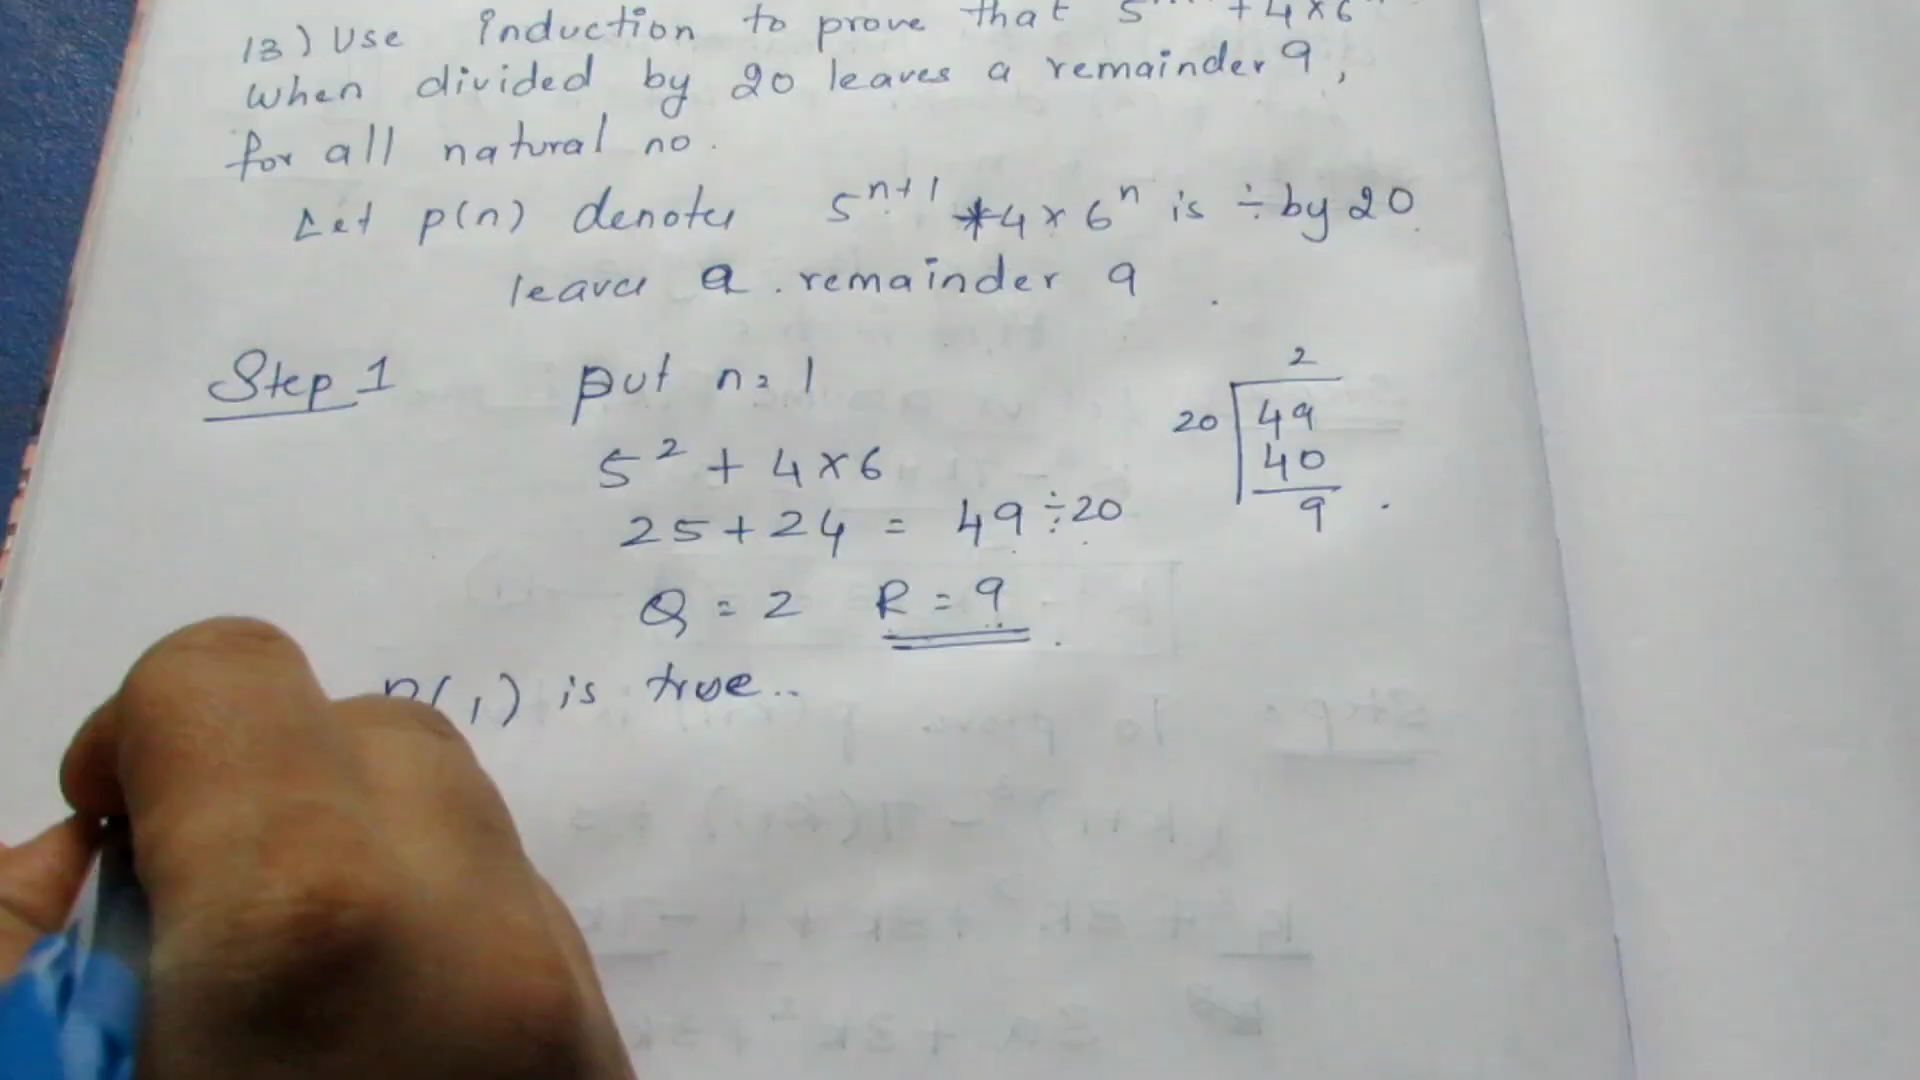 13) Use induction to prove that 5 + 4 x 6
when divided by 20 leaves a remainder 9,
for all natural no.
Let p(n) denotes 5^{n+1} + 4 x 6^n is ÷ by 20
leaves a remainder 9
Step 1 put n = 1
5^2 + 4 x 6
25 + 24 = 49 ÷ 20
Q = 2 R = 9
P(1) is true..
2
20 49
40
9